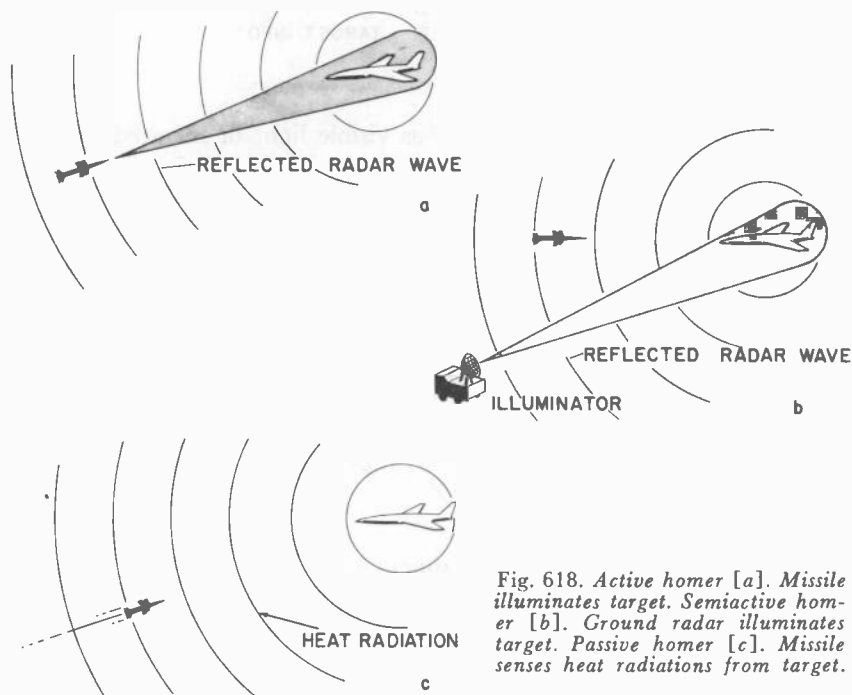 REFLECTED RADAR WAVE
a
REFLECTED RADAR WAVE
ILLUMINATOR
b
HEAT RADIATION
c
Fig. 618. Active homer [a]. Missile
illuminates target. Semiactive hom-
er [b]. Ground radar illuminates
target. Passive homer [c]. Missile
senses heat radiations from target.